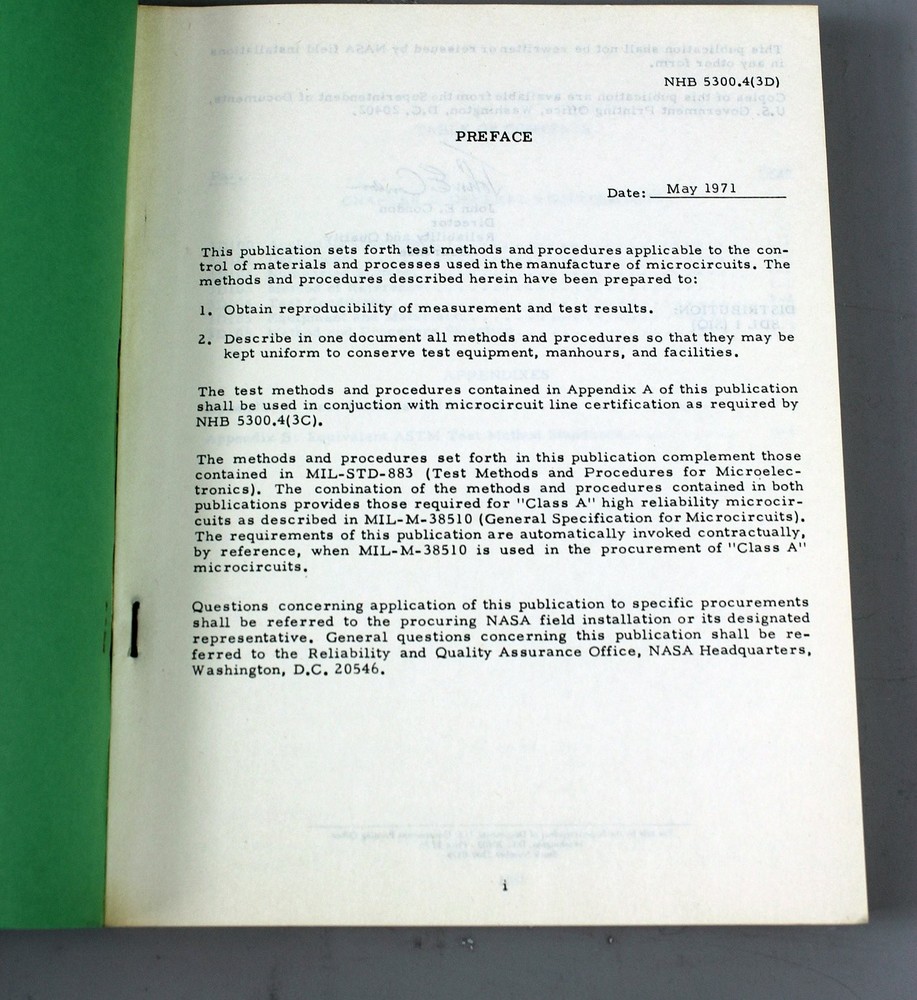 NHB 5300.4(3D)
PREFACE
Date: May 1971
This publication sets forth test methods and procedures applicable to the con-
trol of materials and processes used in the manufacture of microcircuits. The
methods and procedures described herein have been prepared to:
1. Obtain reproducibility of measurement and test results.
2. Describe in one document all methods and procedures so that they may be
kept uniform to conserve test equipment, manhours, and facilities.
The test methods and procedures contained in Appendix A of this publication
shall be used in conjuction with microcircuit line certification as required by
NHB 5300.4(3C).
The methods and procedures set forth in this publication complement those
contained in MIL-STD-883 (Test Methods and Procedures for Microelec-
tronics). The conbination of the methods and procedures contained in both
publications provides those required for "Class A" high reliability microcir-
cuits as described in MIL-M-38510 (General Specification for Microcircuits).
The requirements of this publication are automatically invoked contractually,
by reference, when MIL-M-38510 is used in the procurement of "Class A"
microcircuits.
Questions concerning application of this publication to specific procurements
shall be referred to the procuring NASA field installation or its designated
representative. General questions concerning this publication shall be re-
ferred to the Reliability and Quality Assurance Office, NASA Headquarters,
Washington, D.C. 20546.
i